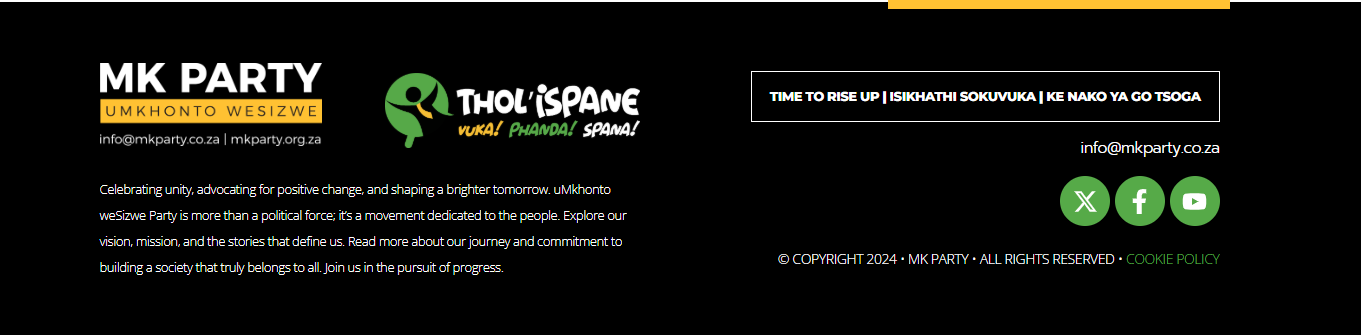 MK PARTY
UMKHONTO WESIZWE
info@mkparty.co.za | mkparty.org.za
THOL'iSPANE
VUKA! PHANDA! SPANA!
Celebrating unity, advocating for positive change, and shaping a brighter tomorrow. uMkhonto
weSizwe Party is more than a political force; it's a movement dedicated to the people. Explore our
vision, mission, and the stories that define us. Read more about our journey and commitment to
building a society that truly belongs to all. Join us in the pursuit of progress.
TIME TO RISE UP | ISIKHATHI SOKUVUKA | KE NAKO YA GO TSOGA
info@mkparty.co.za
© COPYRIGHT 2024 • MK PARTY • ALL RIGHTS RESERVED • COOKIE POLICY